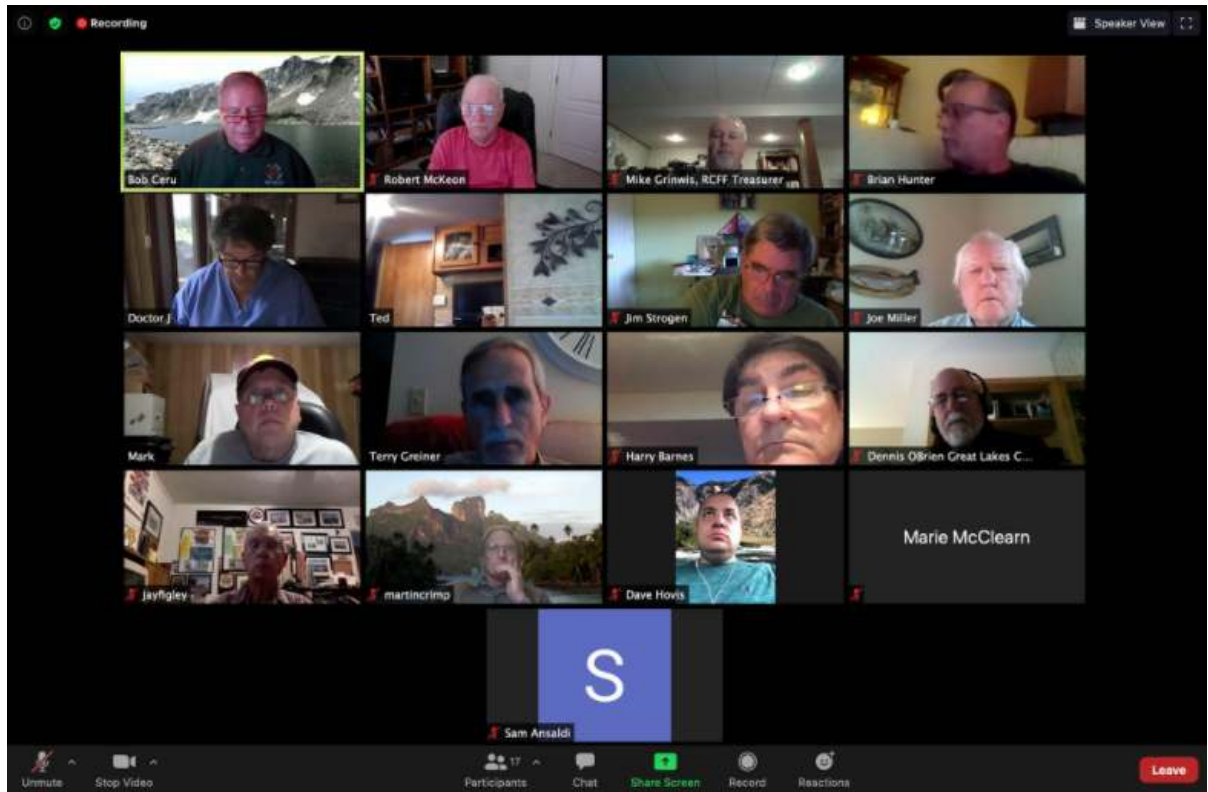 Recording
Speaker View
Bob Ceru
Robert McKeon
Mike Grinwis, RCFF Treasurer
Brian Hunter
Doctor J
Ted
Jim Strogen
Joe Miller
Mark
Terry Greiner
Harry Barnes
Dennis OBrien Great Lakes C...
jayfigley
martincrimp
Dave Hovis
Marie McClearn
S
Sam Ansaldi
Unmute
Stop Video
17
Participants
Chat
Share Screen
Record
Reactions
Leave